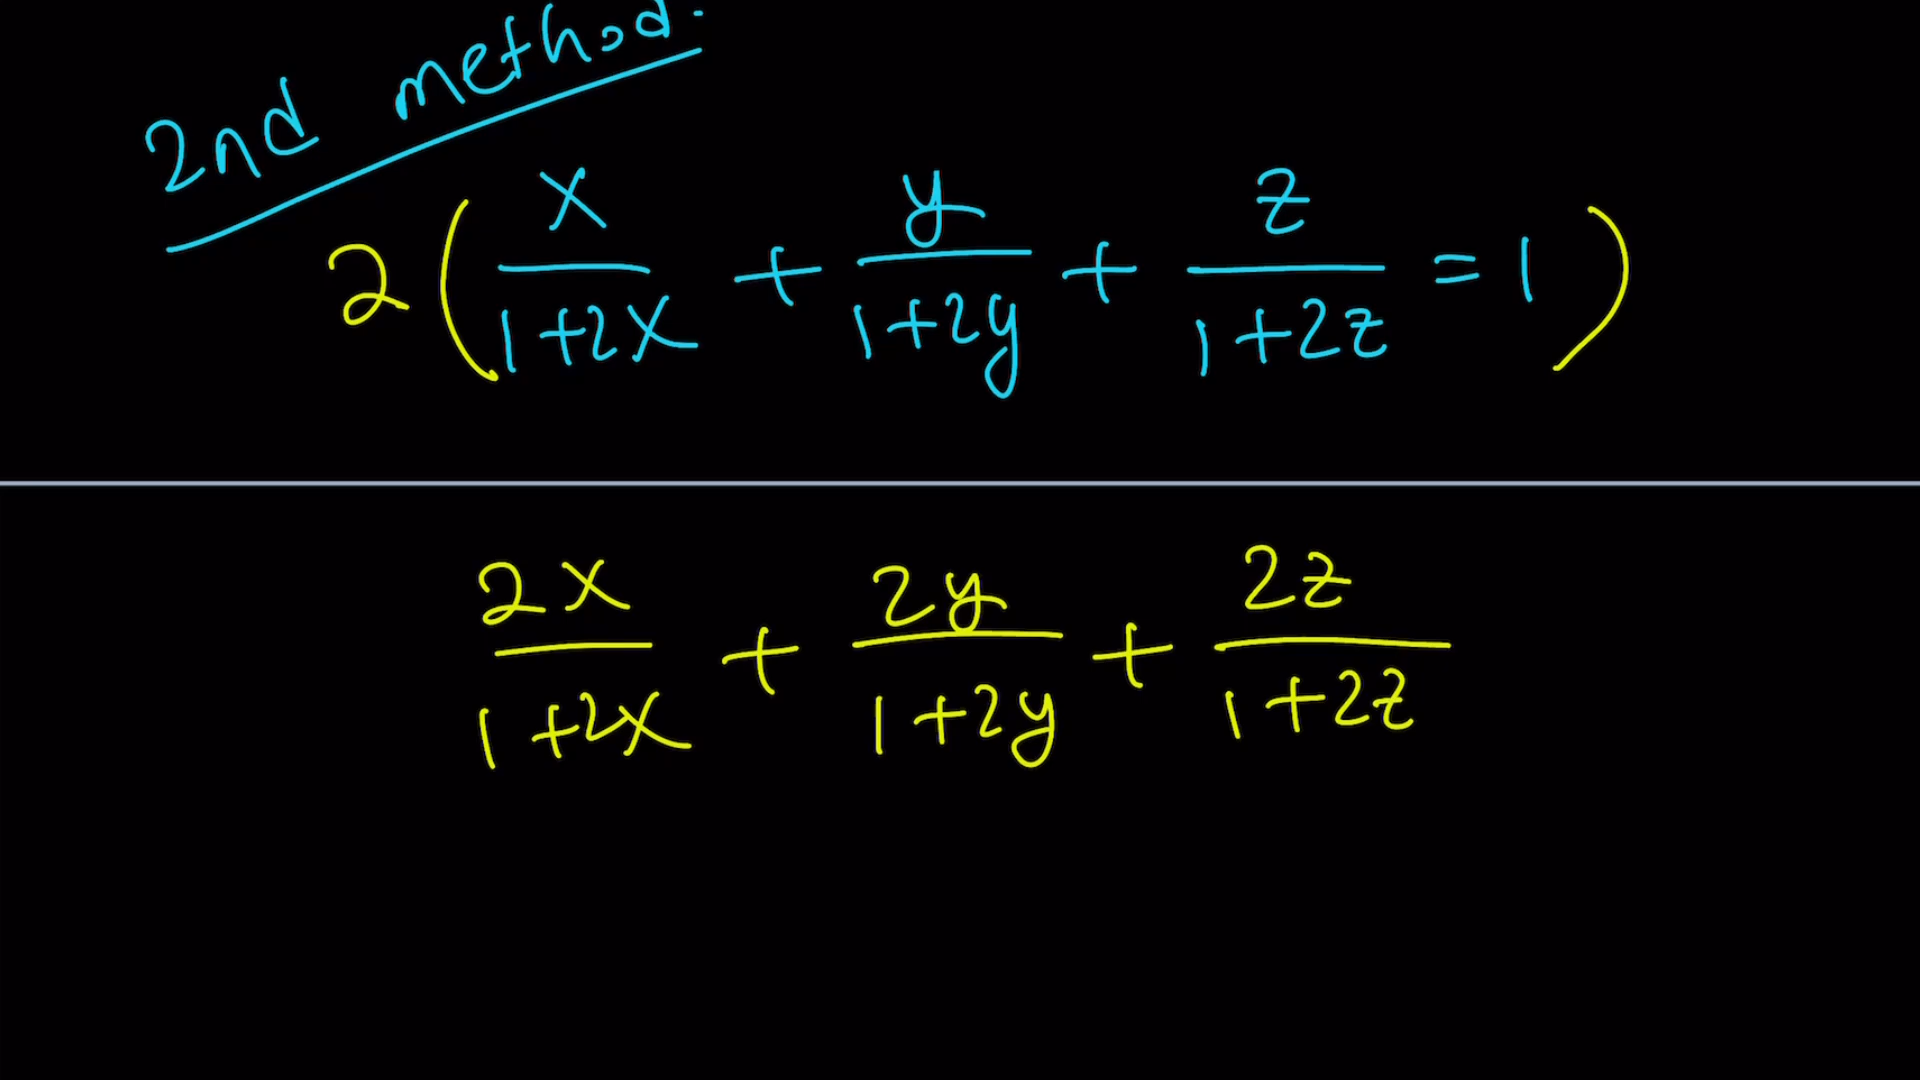 2nd method.
2(x/(1+2x) + y/(1+2y) + z/(1+2z) = 1)
2x/(1+2x) + 2y/(1+2y) + 2z/(1+2z)